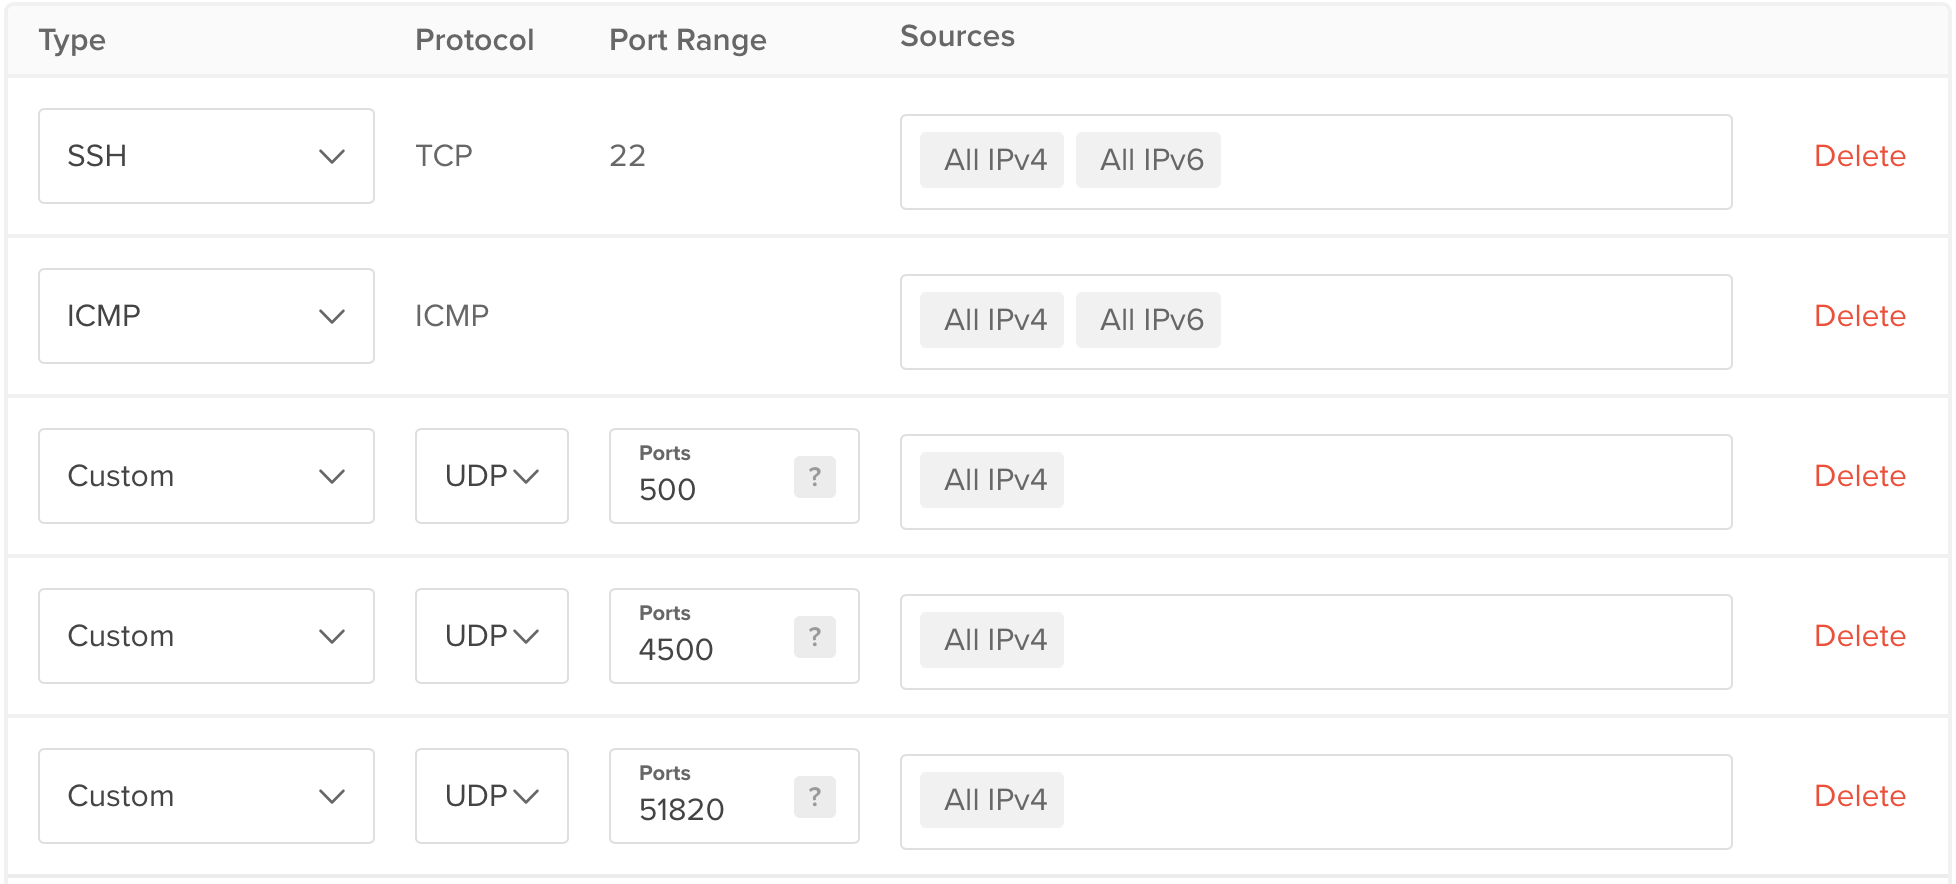 Type Protocol Port Range Sources
SSH TCP 22 All IPv4 All IPv6 Delete
ICMP ICMP All IPv4 All IPv6 Delete
Custom UDP Ports 500 ? All IPv4 Delete
Custom UDP Ports 4500 ? All IPv4 Delete
Custom UDP Ports 51820 ? All IPv4 Delete